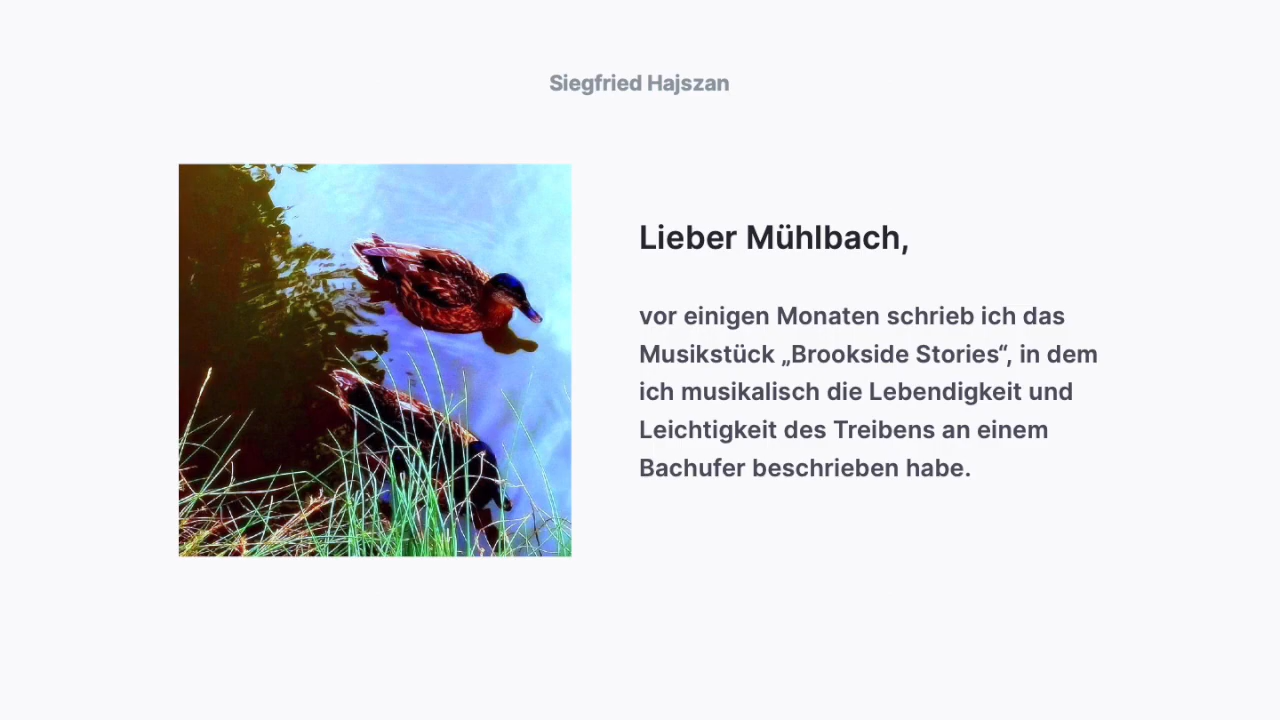 Siegfried Hajszan
Lieber Mühlbach,
vor einigen Monaten schrieb ich das
Musikstück „Brookside Stories“, in dem
ich musikalisch die Lebendigkeit und
Leichtigkeit des Treibens an einem
Bachufer beschrieben habe.